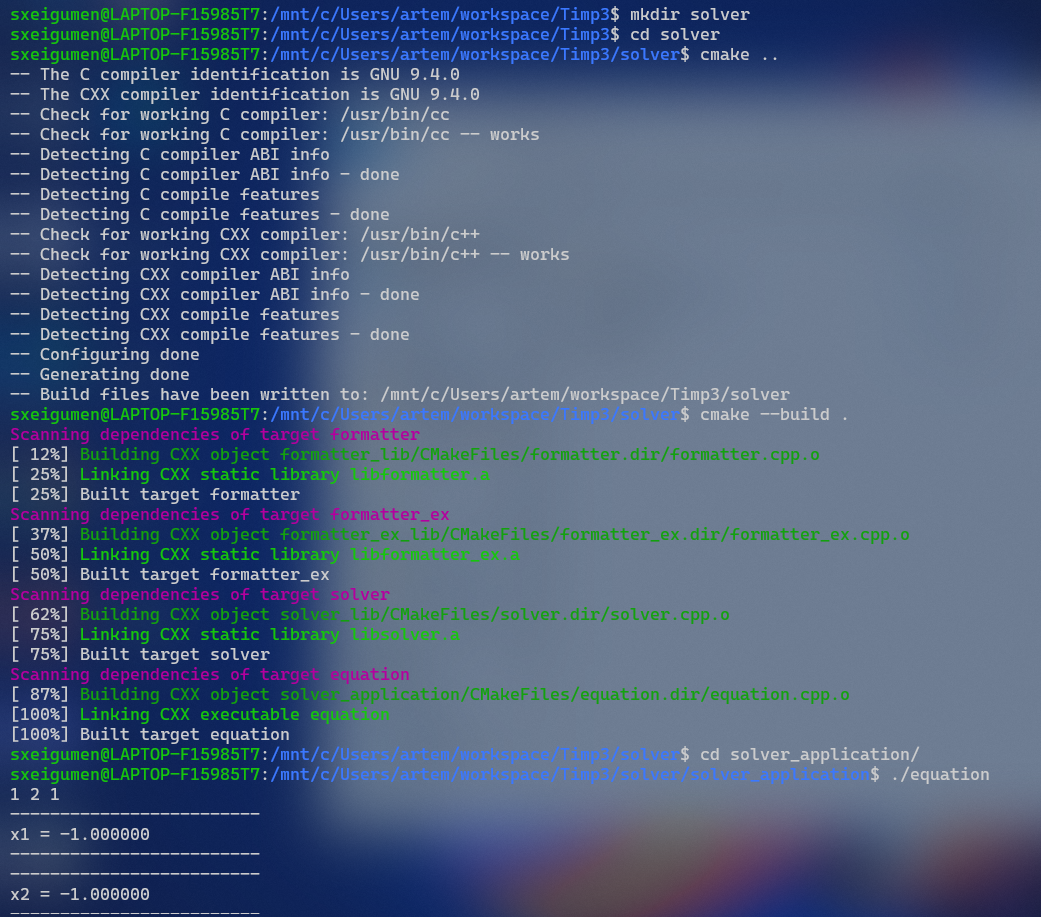 sxeigumen@LAPTOP-F15985T7:/mnt/c/Users/artem/workspace/Timp3$ mkdir solver
sxeigumen@LAPTOP-F15985T7:/mnt/c/Users/artem/workspace/Timp3$ cd solver
sxeigumen@LAPTOP-F15985T7:/mnt/c/Users/artem/workspace/Timp3/solver$ cmake ..
-- The C compiler identification is GNU 9.4.0
-- The CXX compiler identification is GNU 9.4.0
-- Check for working C compiler: /usr/bin/cc
-- Check for working C compiler: /usr/bin/cc -- works
-- Detecting C compiler ABI info
-- Detecting C compiler ABI info - done
-- Detecting C compile features
-- Detecting C compile features - done
-- Check for working CXX compiler: /usr/bin/c++
-- Check for working CXX compiler: /usr/bin/c++ -- works
-- Detecting CXX compiler ABI info
-- Detecting CXX compiler ABI info - done
-- Detecting CXX compile features
-- Detecting CXX compile features - done
-- Configuring done
-- Generating done
-- Build files have been written to: /mnt/c/Users/artem/workspace/Timp3/solver
sxeigumen@LAPTOP-F15985T7:/mnt/c/Users/artem/workspace/Timp3/solver$ cmake --build .
Scanning dependencies of target formatter
[ 12%] Building CXX object formatter_lib/CMakeFiles/formatter.dir/formatter.cpp.o
[ 25%] Linking CXX static library libformatter.a
[ 25%] Built target formatter
Scanning dependencies of target formatter_ex
[ 37%] Building CXX object formatter_ex_lib/CMakeFiles/formatter_ex.dir/formatter_ex.cpp.o
[ 50%] Linking CXX static library libformatter_ex.a
[ 50%] Built target formatter_ex
Scanning dependencies of target solver
[ 62%] Building CXX object solver_lib/CMakeFiles/solver.dir/solver.cpp.o
[ 75%] Linking CXX static library libsolver.a
[ 75%] Built target solver
Scanning dependencies of target equation
[ 87%] Building CXX object solver_application/CMakeFiles/equation.dir/equation.cpp.o
[100%] Linking CXX executable equation
[100%] Built target equation
sxeigumen@LAPTOP-F15985T7:/mnt/c/Users/artem/workspace/Timp3/solver$ cd solver_application/
sxeigumen@LAPTOP-F15985T7:/mnt/c/Users/artem/workspace/Timp3/solver/solver_application$ ./equation
1 2 1
-------------------------
x1 = -1.000000
-------------------------
-------------------------
x2 = -1.000000
-------------------------